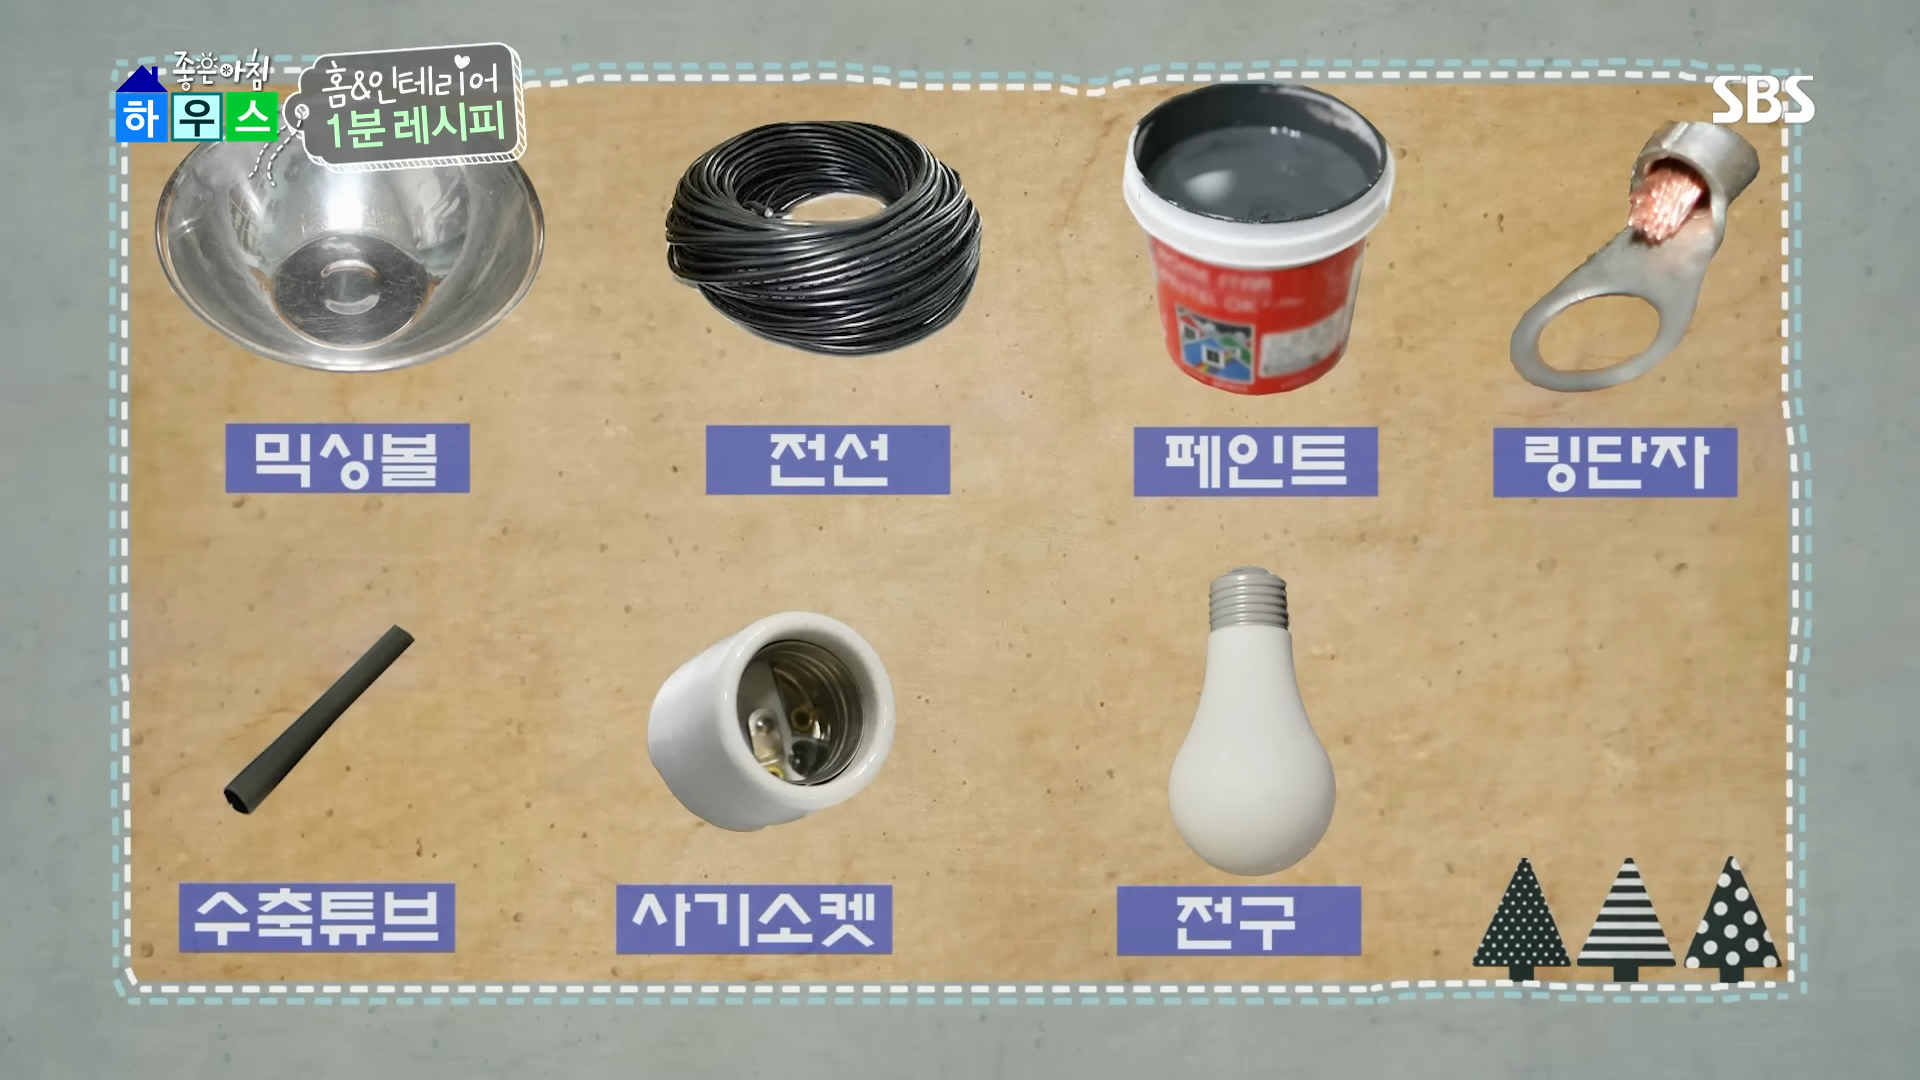 좋은아침
하우스
홈&인테리어
1분 레시피
SBS
믹싱볼
전선
페인트
링단자
수축튜브
사기소켓
전구